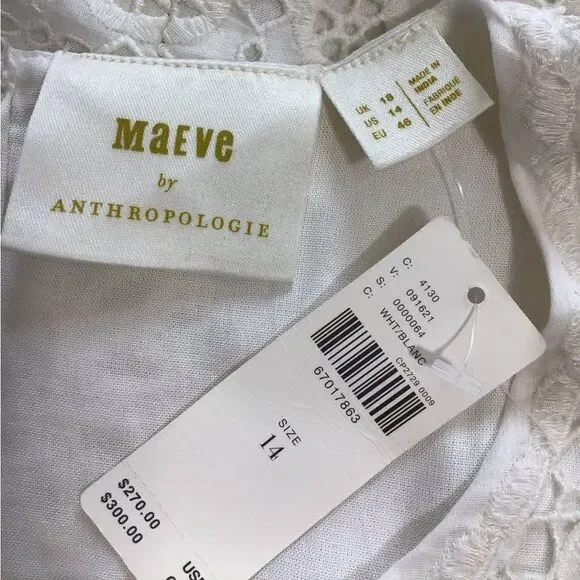 Maeve
by
ANTHROPOLOGIE
UK 18
US 14
EU 46
MADE IN
INDIA
FABRIQUÉ
EN INDE
C: 4130
V: 091621
S: 0000064
C: WHT/BLANC
CP2729 0009
67017863
SIZE
14
$270.00
$300.00